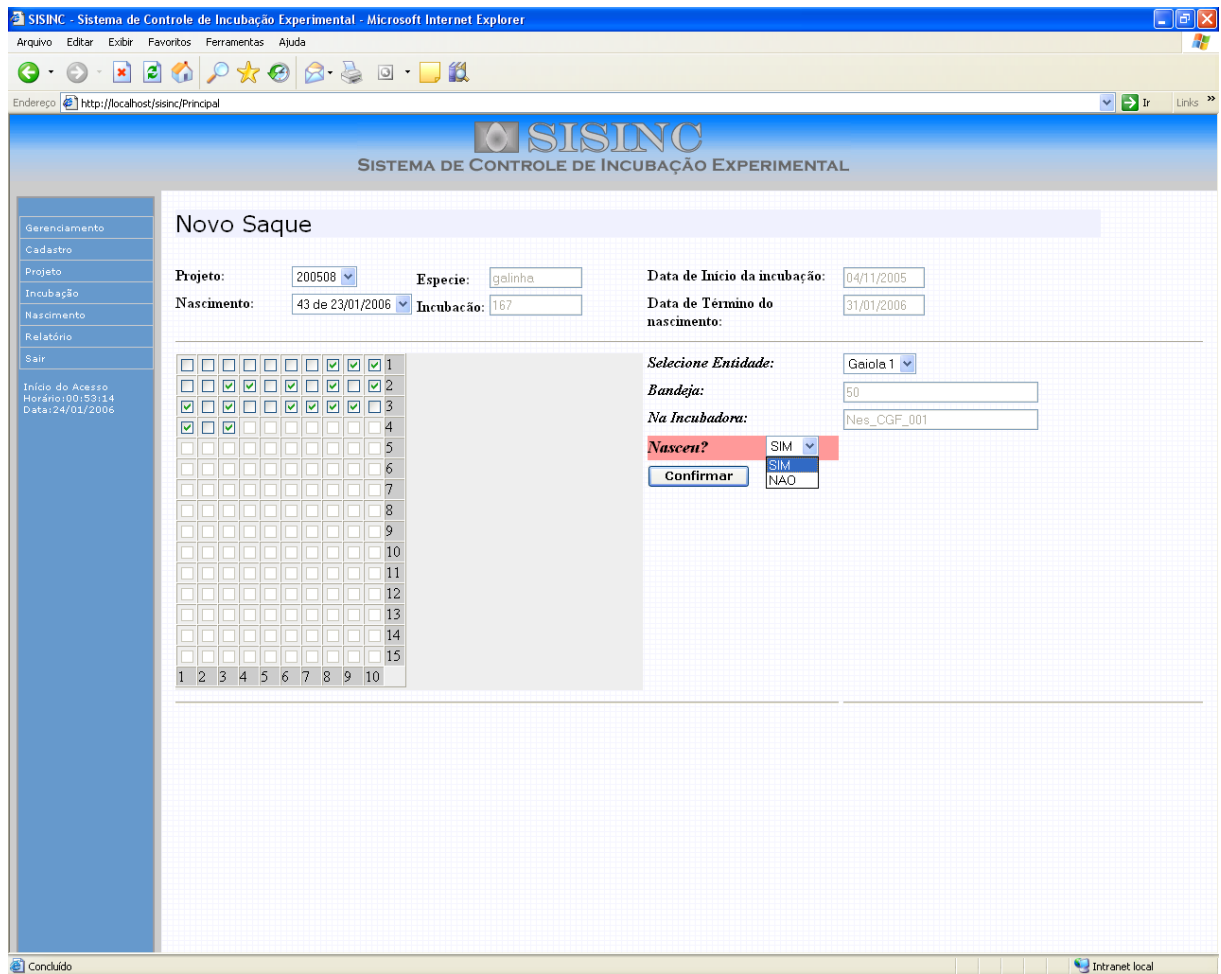 SISINC - Sistema de Controle de Incubação Experimental - Microsoft Internet Explorer
Arquivo Editar Exibir Favoritos Ferramentas Ajuda
Endereço http://localhost/sisinc/Principal Ir Links »
SISINC
SISTEMA DE CONTROLE DE INCUBAÇÃO EXPERIMENTAL
Gerenciamento
Cadastro
Projeto
Incubação
Nascimento
Relatório
Sair
Início do Acesso
Horário:00:53:14
Data:24/01/2006
Novo Saque
Projeto: 200508 Especie: galinha Data de Início da incubação: 04/11/2005
Nascimento: 43 de 23/01/2006 Incubacão: 167 Data de Término do nascimento: 31/01/2006
1
2
3
4
5
6
7
8
9
10
11
12
13
14
15
1 2 3 4 5 6 7 8 9 10
Selecione Entidade: Gaiola 1
Bandeja: 50
Na Incubadora: Nes_CGF_001
Nasceu? SIM
SIM
NAO
Confirmar
Concluído Intranet local